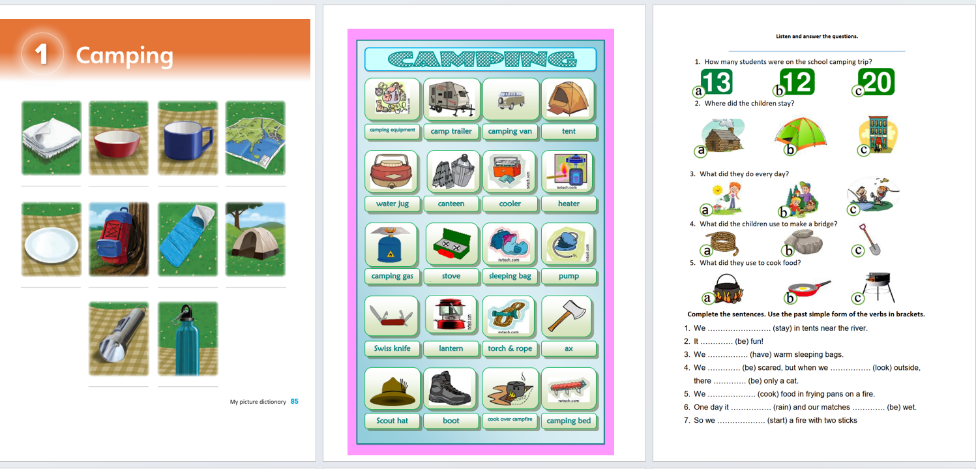 1 Camping
My picture dictionary 85
CAMPING
camping equipment
camp trailer
camping van
tent
water jug
canteen
cooler
heater
camping gas
stove
sleeping bag
pump
Swiss knife
lantern
torch & rope
ax
Scout hat
boot
cook over campfire
camping bed
Listen and answer the questions.
1. How many students were on the school camping trip?
a 13 b 12 c 20
2. Where did the children stay?
a b c
3. What did they do every day?
a b c
4. What did the children use to make a bridge?
a b c
5. What did they use to cook food?
a b c
Complete the sentences. Use the past simple form of the verbs in brackets.
1. We ........................ (stay) in tents near the river.
2. It ............. (be) fun!
3. We ................ (have) warm sleeping bags.
4. We ............. (be) scared, but when we ................ (look) outside,
there ............. (be) only a cat.
5. We ................... (cook) food in frying pans on a fire.
6. One day it ................ (rain) and our matches ............. (be) wet.
7. So we ................... (start) a fire with two sticks